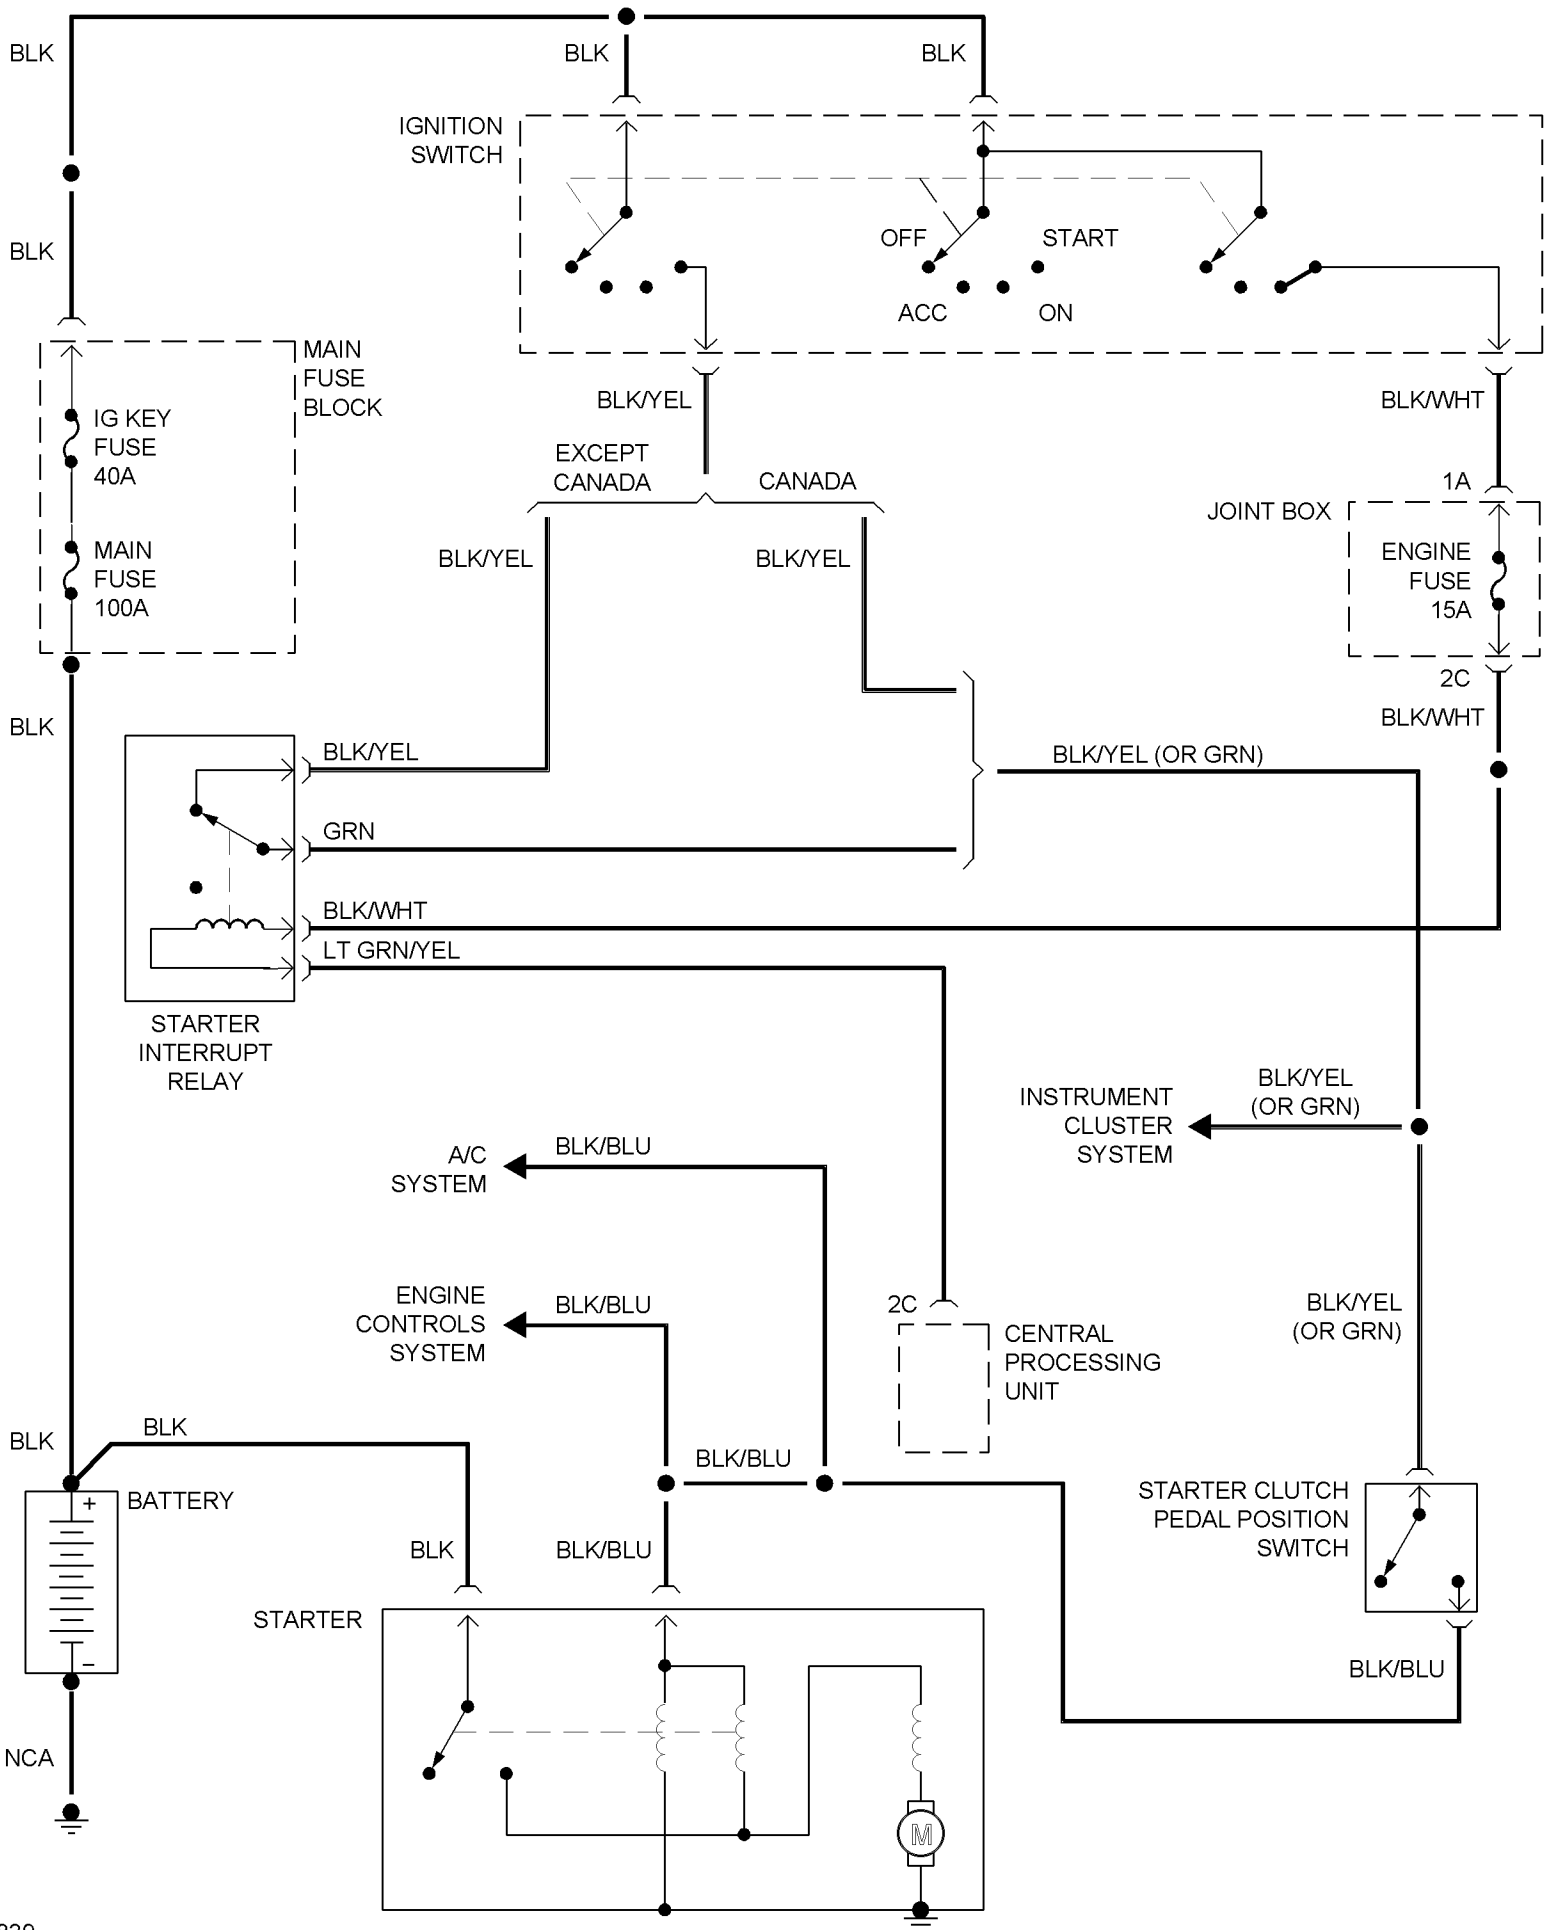 BLK
BLK
BLK
IGNITION
SWITCH
BLK
OFF
START
ACC
ON
MAIN
FUSE
BLOCK
IG KEY
FUSE
40A
MAIN
FUSE
100A
BLK/YEL
BLK/WHT
EXCEPT
CANADA
CANADA
1A
JOINT BOX
ENGINE
FUSE
15A
BLK/YEL
BLK/YEL
2C
BLK/WHT
BLK
BLK/YEL
BLK/YEL (OR GRN)
GRN
BLK/WHT
LT GRN/YEL
STARTER
INTERRUPT
RELAY
BLK/YEL
(OR GRN)
INSTRUMENT
CLUSTER
SYSTEM
A/C
SYSTEM
BLK/BLU
ENGINE
CONTROLS
SYSTEM
BLK/BLU
2C
CENTRAL
PROCESSING
UNIT
BLK/YEL
(OR GRN)
BLK
BLK
BLK/BLU
BATTERY
+
−
STARTER CLUTCH
PEDAL POSITION
SWITCH
BLK
BLK/BLU
STARTER
BLK/BLU
NCA
M